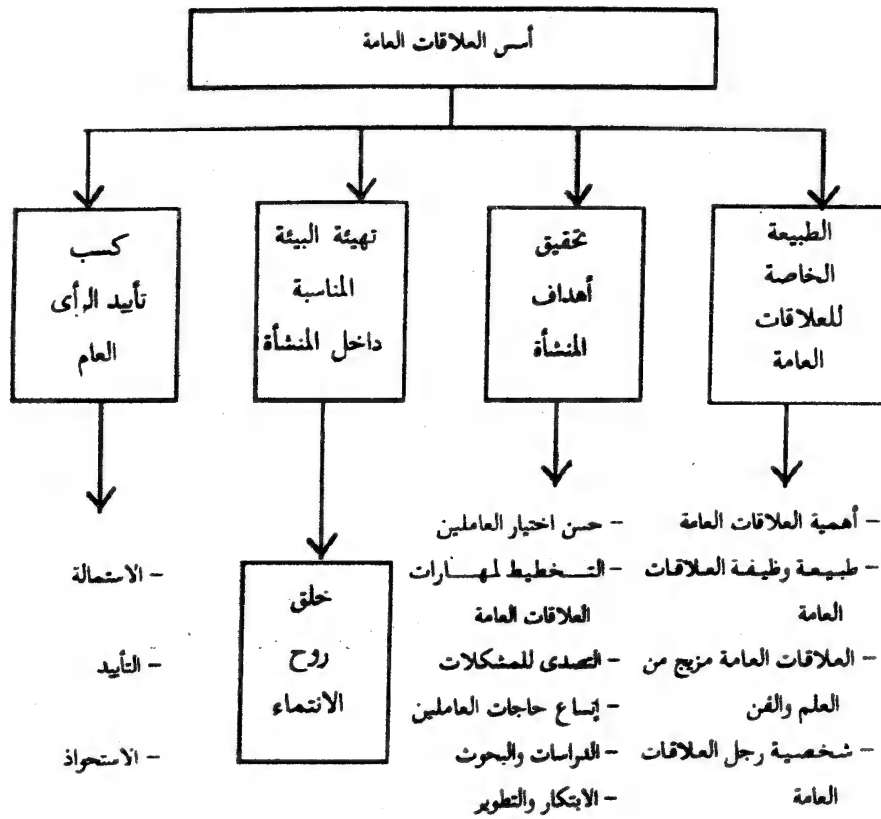 أسس العلاقات العامة
الطبيعة
الخاصة
للعلاقات
العامة
تحقيق
أهداف
المنشأة
تهيئة البيئة
المناسبة
داخل المنشأة
كسب
تأييد الرأى
العام
- أهمية العلاقات العامة
- طبيعة وظيفة العلاقات
العامة
- العلاقات العامة مزيج من
العلم والفن
- شخصية رجل العلاقات
العامة
- حسن اختيار العاملين
- التخطيط لمهارات
العلاقات العامة
- التصدى للمشكلات
- إتساع حاجات العاملين
- الدراسات والبحوث
- الابتكار والتطوير
خلق
روح
الانتماء
- الاستمالة
- التأييد
- الاستحواذ